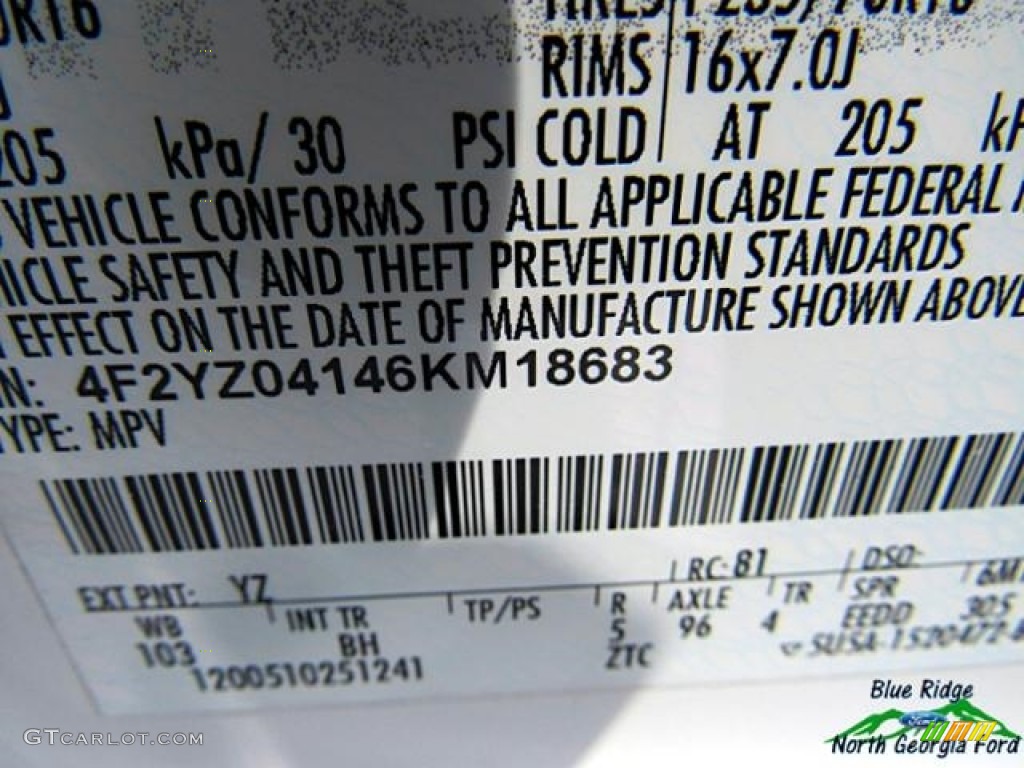 RIMS 16x7.0J
205 kPa/ 30 PSI COLD AT 205
VEHICLE CONFORMS TO ALL APPLICABLE FEDERAL
SAFETY AND THEFT PREVENTION STANDARDS
EFFECT ON THE DATE OF MANUFACTURE SHOWN ABOVE
4F2YZ04146KM18683
TYPE: MPV
EXT PNT: YZ RC: 81 DSO:
WB INT TR TP/PS R AXLE TR SPR
103 BH S 96 4 EEDD 305
1200510251241 ZTC
Blue Ridge
Ford
North Georgia Ford
GTCARLOT.COM